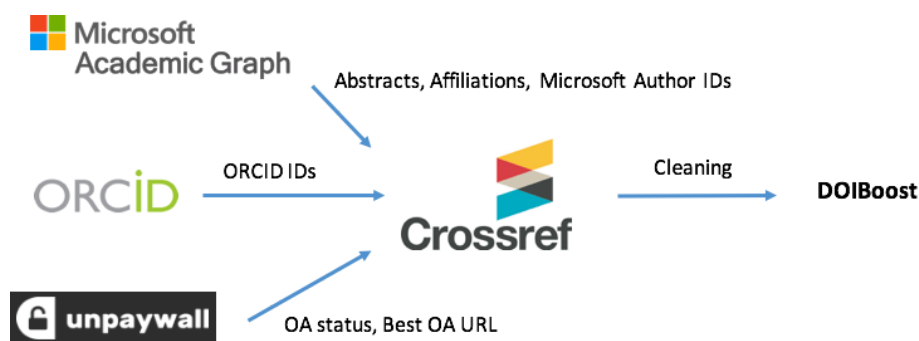 Microsoft
Academic Graph
Abstracts, Affiliations, Microsoft Author IDs
ORCID
ORCID IDs
Crossref
Cleaning
DOIBoost
unpaywall
OA status, Best OA URL